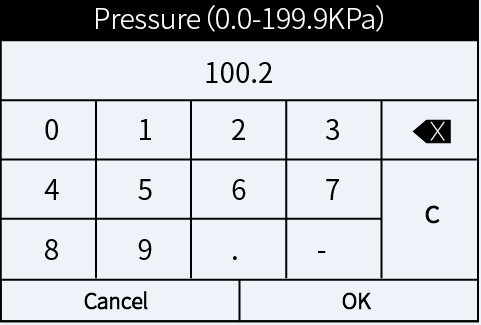 Pressure (0.0-199.9KPa)
100.2
0 1 2 3
4 5 6 7
C
8 9 . -
Cancel OK